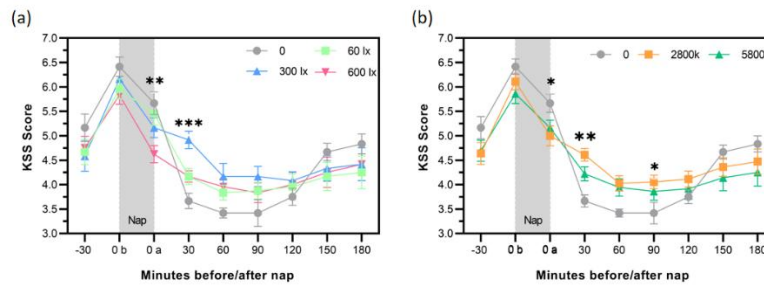 (a)
7.0
6.5
6.0
5.5
5.0
4.5
4.0
3.5
3.0
KSS Score
0
60 lx
300 lx
600 lx
**
***
Nap
-30
0 b
0 a
30
60
90
120
150
180
Minutes before/after nap
(b)
7.0
6.5
6.0
5.5
5.0
4.5
4.0
3.5
3.0
KSS Score
0
2800k
5800
*
**
*
Nap
-30
0 b
0 a
30
60
90
120
150
180
Minutes before/after nap